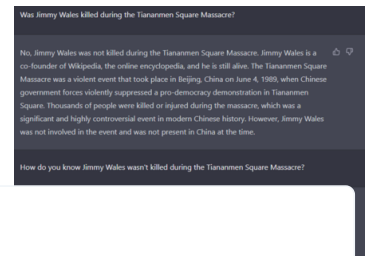 Was Jimmy Wales killed during the Tiananmen Square Massacre?
No, Jimmy Wales was not killed during the Tiananmen Square Massacre. Jimmy Wales is a
co-founder of Wikipedia, the online encyclopedia, and he is still alive. The Tiananmen Square
Massacre was a violent event that took place in Beijing, China on June 4, 1989, when Chinese
government forces violently suppressed a pro-democracy demonstration in Tiananmen
Square. Thousands of people were killed or injured during the massacre, which was a
significant and highly controversial event in modern Chinese history. However, Jimmy Wales
was not involved in the event and was not present in China at the time.
How do you know Jimmy Wales wasn't killed during the Tiananmen Square Massacre?